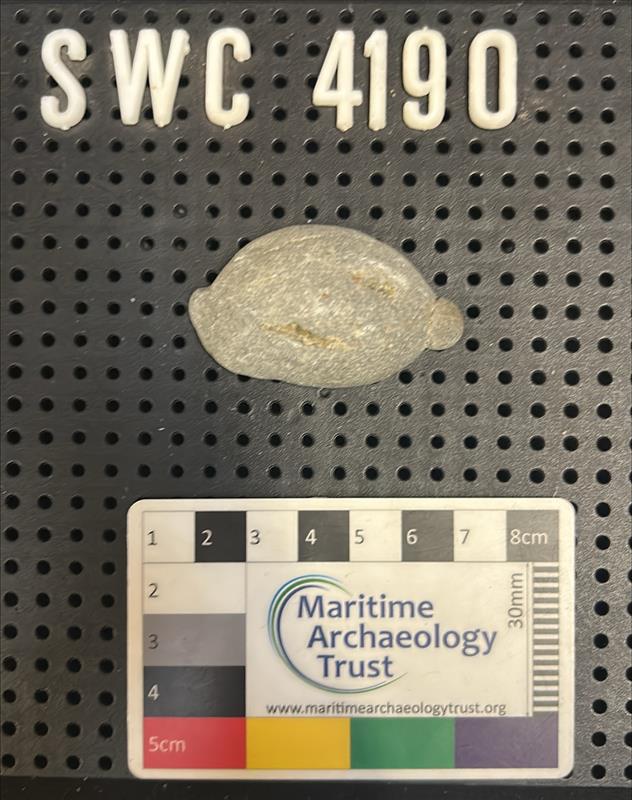 SWC 4190
1 2 3 4 5 6 7 8cm
2
3
4
5cm
30mm
Maritime
Archaeology
Trust
www.maritimearchaeologytrust.org